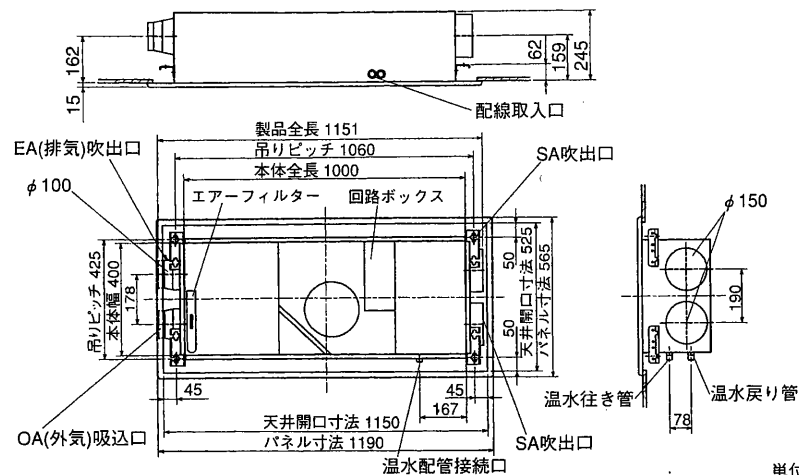 162
15
62
159
245
配線取入口
製品全長 1151
EA(排気)吹出口
吊りピッチ 1060
SA吹出口
本体全長 1000
φ100
エアーフィルター
回路ボックス
φ150
吊りピッチ 425
本体幅 400
178
50
50
天井開口寸法 525
パネル寸法 565
190
45
45
167
温水往き管
温水戻り管
78
天井開口寸法 1150
OA(外気)吸込口
パネル寸法 1190
SA吹出口
温水配管接続口